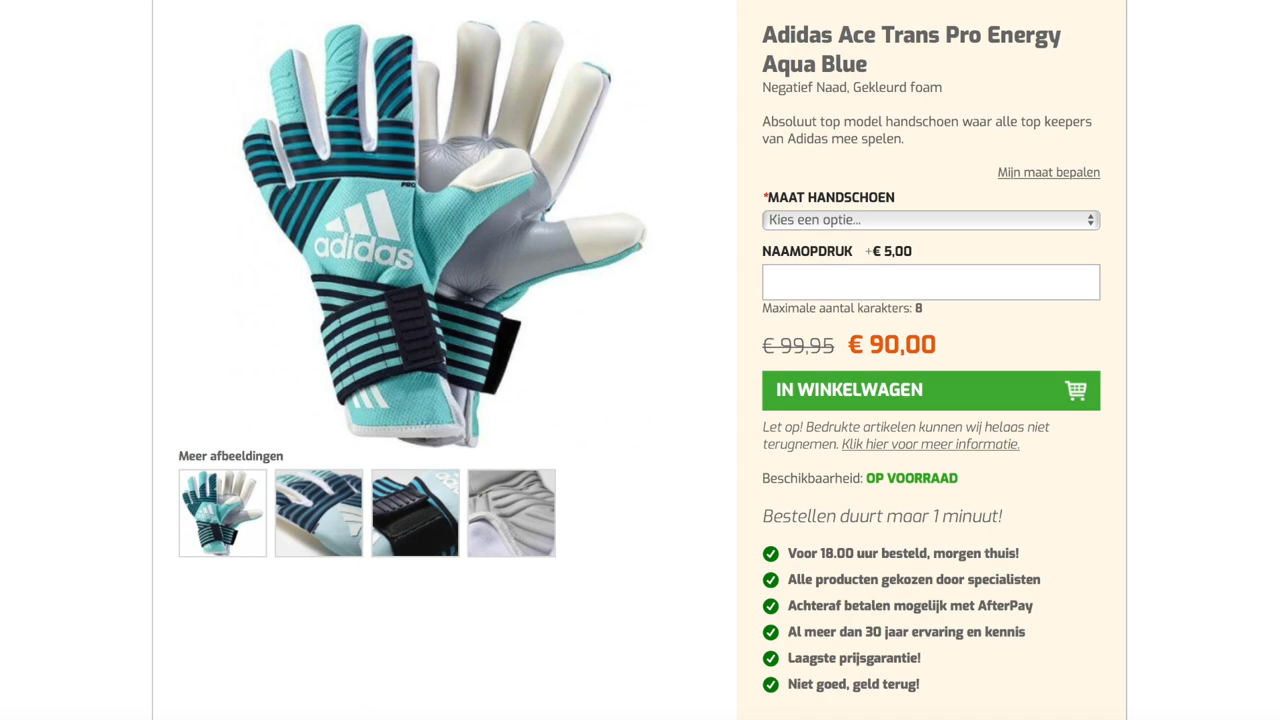 adidas
PRO
Meer afbeeldingen
Adidas Ace Trans Pro Energy
Aqua Blue
Negatief Naad, Gekleurd foam
Absoluut top model handschoen waar alle top keepers
van Adidas mee spelen.
Mijn maat bepalen
*MAAT HANDSCHOEN
Kies een optie...
NAAMOPDRUK +€ 5,00
Maximale aantal karakters: 8
€ 99,95 € 90,00
IN WINKELWAGEN
Let op! Bedrukte artikelen kunnen wij helaas niet
terugnemen. Klik hier voor meer informatie.
Beschikbaarheid: OP VOORRAAD
Bestellen duurt maar 1 minuut!
Voor 18.00 uur besteld, morgen thuis!
Alle producten gekozen door specialisten
Achteraf betalen mogelijk met AfterPay
Al meer dan 30 jaar ervaring en kennis
Laagste prijsgarantie!
Niet goed, geld terug!